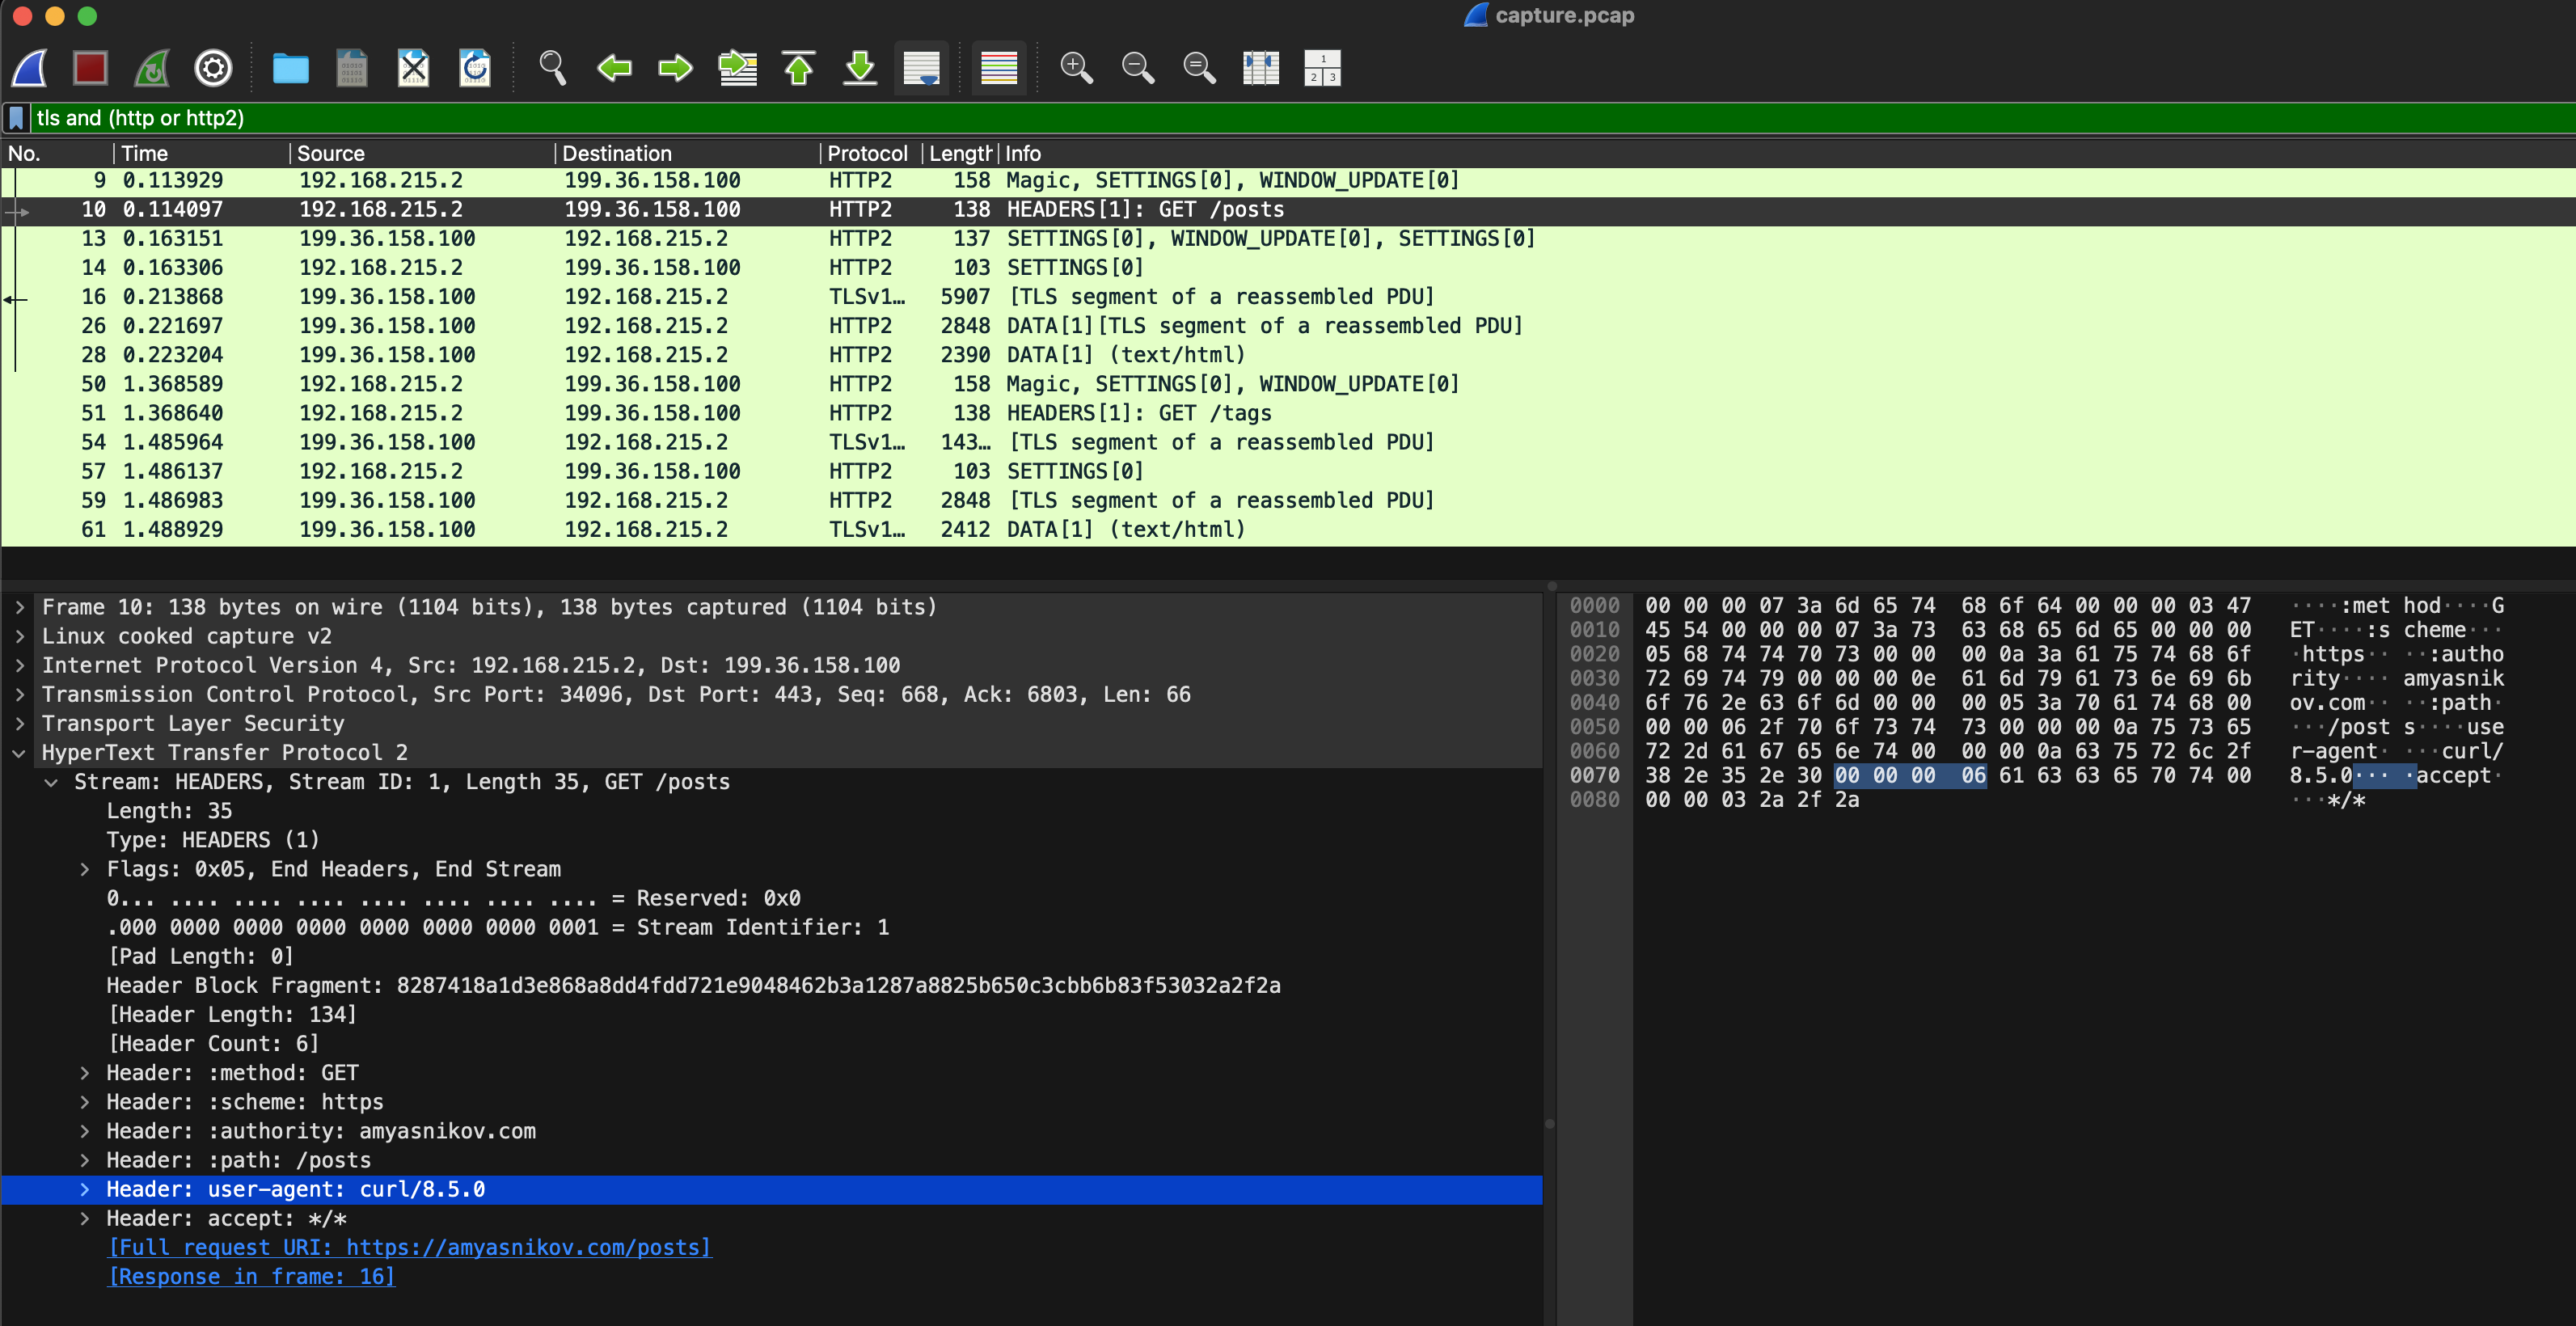 capture.pcap
tls and (http or http2)
No. Time Source Destination Protocol Length Info
9 0.113929 192.168.215.2 199.36.158.100 HTTP2 158 Magic, SETTINGS[0], WINDOW_UPDATE[0]
10 0.114097 192.168.215.2 199.36.158.100 HTTP2 138 HEADERS[1]: GET /posts
13 0.163151 199.36.158.100 192.168.215.2 HTTP2 137 SETTINGS[0], WINDOW_UPDATE[0], SETTINGS[0]
14 0.163306 192.168.215.2 199.36.158.100 HTTP2 103 SETTINGS[0]
16 0.213868 199.36.158.100 192.168.215.2 TLSv1… 5907 [TLS segment of a reassembled PDU]
26 0.221697 199.36.158.100 192.168.215.2 HTTP2 2848 DATA[1][TLS segment of a reassembled PDU]
28 0.223204 199.36.158.100 192.168.215.2 HTTP2 2390 DATA[1] (text/html)
50 1.368589 192.168.215.2 199.36.158.100 HTTP2 158 Magic, SETTINGS[0], WINDOW_UPDATE[0]
51 1.368640 192.168.215.2 199.36.158.100 HTTP2 138 HEADERS[1]: GET /tags
54 1.485964 199.36.158.100 192.168.215.2 TLSv1… 143… [TLS segment of a reassembled PDU]
57 1.486137 192.168.215.2 199.36.158.100 HTTP2 103 SETTINGS[0]
59 1.486983 199.36.158.100 192.168.215.2 HTTP2 2848 [TLS segment of a reassembled PDU]
61 1.488929 199.36.158.100 192.168.215.2 TLSv1… 2412 DATA[1] (text/html)
Frame 10: 138 bytes on wire (1104 bits), 138 bytes captured (1104 bits)
Linux cooked capture v2
Internet Protocol Version 4, Src: 192.168.215.2, Dst: 199.36.158.100
Transmission Control Protocol, Src Port: 34096, Dst Port: 443, Seq: 668, Ack: 6803, Len: 66
Transport Layer Security
HyperText Transfer Protocol 2
Stream: HEADERS, Stream ID: 1, Length 35, GET /posts
Length: 35
Type: HEADERS (1)
Flags: 0x05, End Headers, End Stream
0... .... .... .... .... .... .... .... = Reserved: 0x0
.000 0000 0000 0000 0000 0000 0000 0001 = Stream Identifier: 1
[Pad Length: 0]
Header Block Fragment: 8287418a1d3e868a8dd4fdd721e9048462b3a1287a8825b650c3cbb6b83f53032a2f2a
[Header Length: 134]
[Header Count: 6]
Header: :method: GET
Header: :scheme: https
Header: :authority: amyasnikov.com
Header: :path: /posts
Header: user-agent: curl/8.5.0
Header: accept: */*
[Full request URI: https://amyasnikov.com/posts]
[Response in frame: 16]
0000 00 00 00 07 3a 6d 65 74 68 6f 64 00 00 00 03 47 ····:met hod····G
0010 45 54 00 00 00 07 3a 73 63 68 65 6d 65 00 00 00 ET····:s cheme···
0020 05 68 74 74 70 73 00 00 00 0a 3a 61 75 74 68 6f ·https·· ··:autho
0030 72 69 74 79 00 00 00 0e 61 6d 79 61 73 6e 69 6b rity···· amyasnik
0040 6f 76 2e 63 6f 6d 00 00 00 05 3a 70 61 74 68 00 ov.com·· ··:path·
0050 00 00 06 2f 70 6f 73 74 73 00 00 00 0a 75 73 65 ···/post s····use
0060 72 2d 61 67 65 6e 74 00 00 00 0a 63 75 72 6c 2f r-agent· ···curl/
0070 38 2e 35 2e 30 00 00 00 06 61 63 63 65 70 74 00 8.5.0··· ·accept·
0080 00 00 03 2a 2f 2a ···*/*